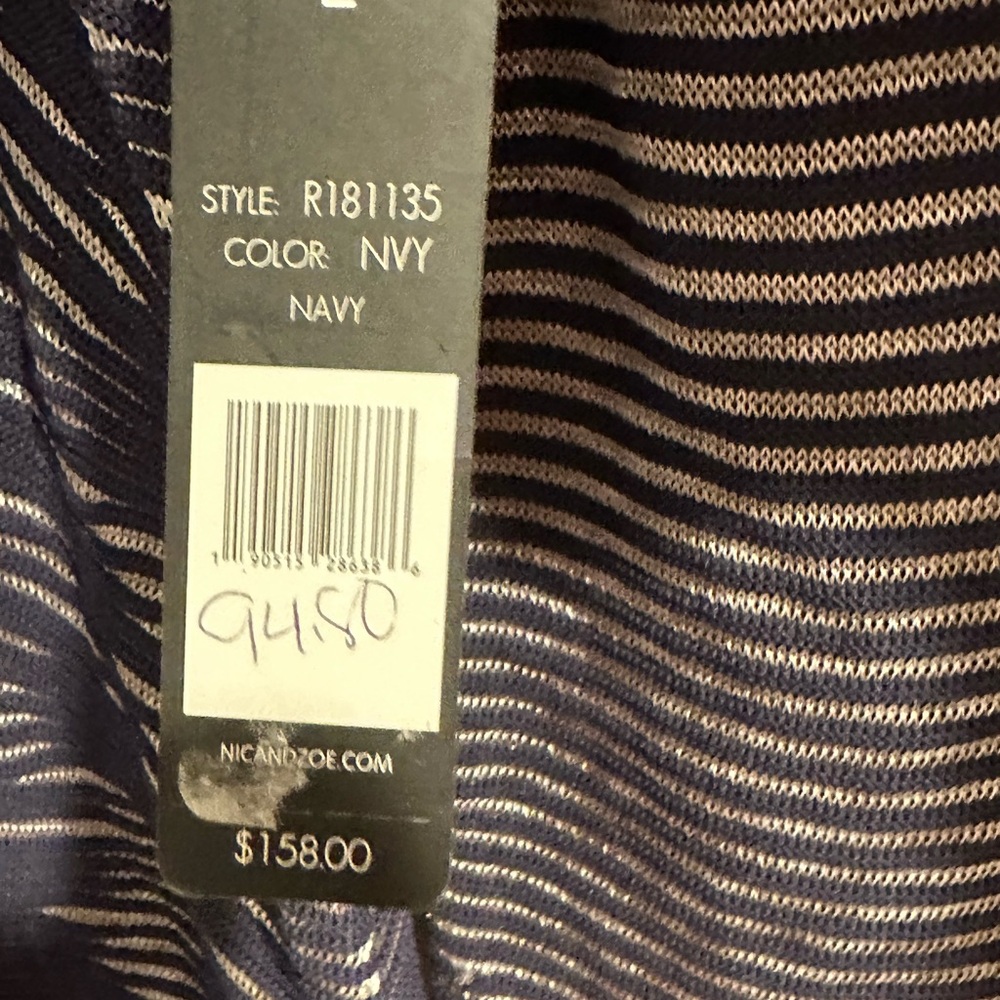 STYLE: R181135
COLOR: NVY
NAVY
1 90515 28638 6
94.80
NICANDZOE.COM
$158.00